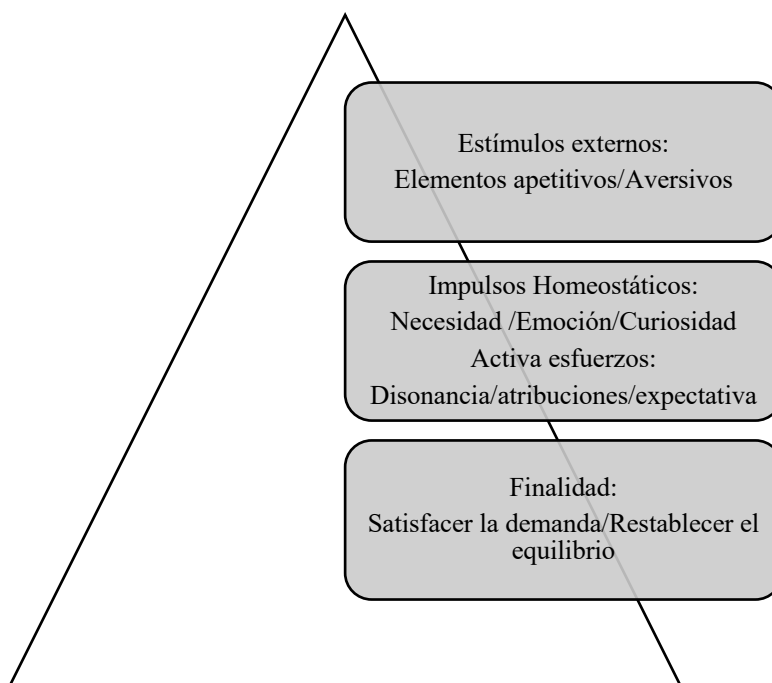 Estímulos externos:
Elementos apetitivos/Aversivos
Impulsos Homeostáticos:
Necesidad /Emoción/Curiosidad
Activa esfuerzos:
Disonancia/atribuciones/expectativa
Finalidad:
Satisfacer la demanda/Restablecer el
equilibrio